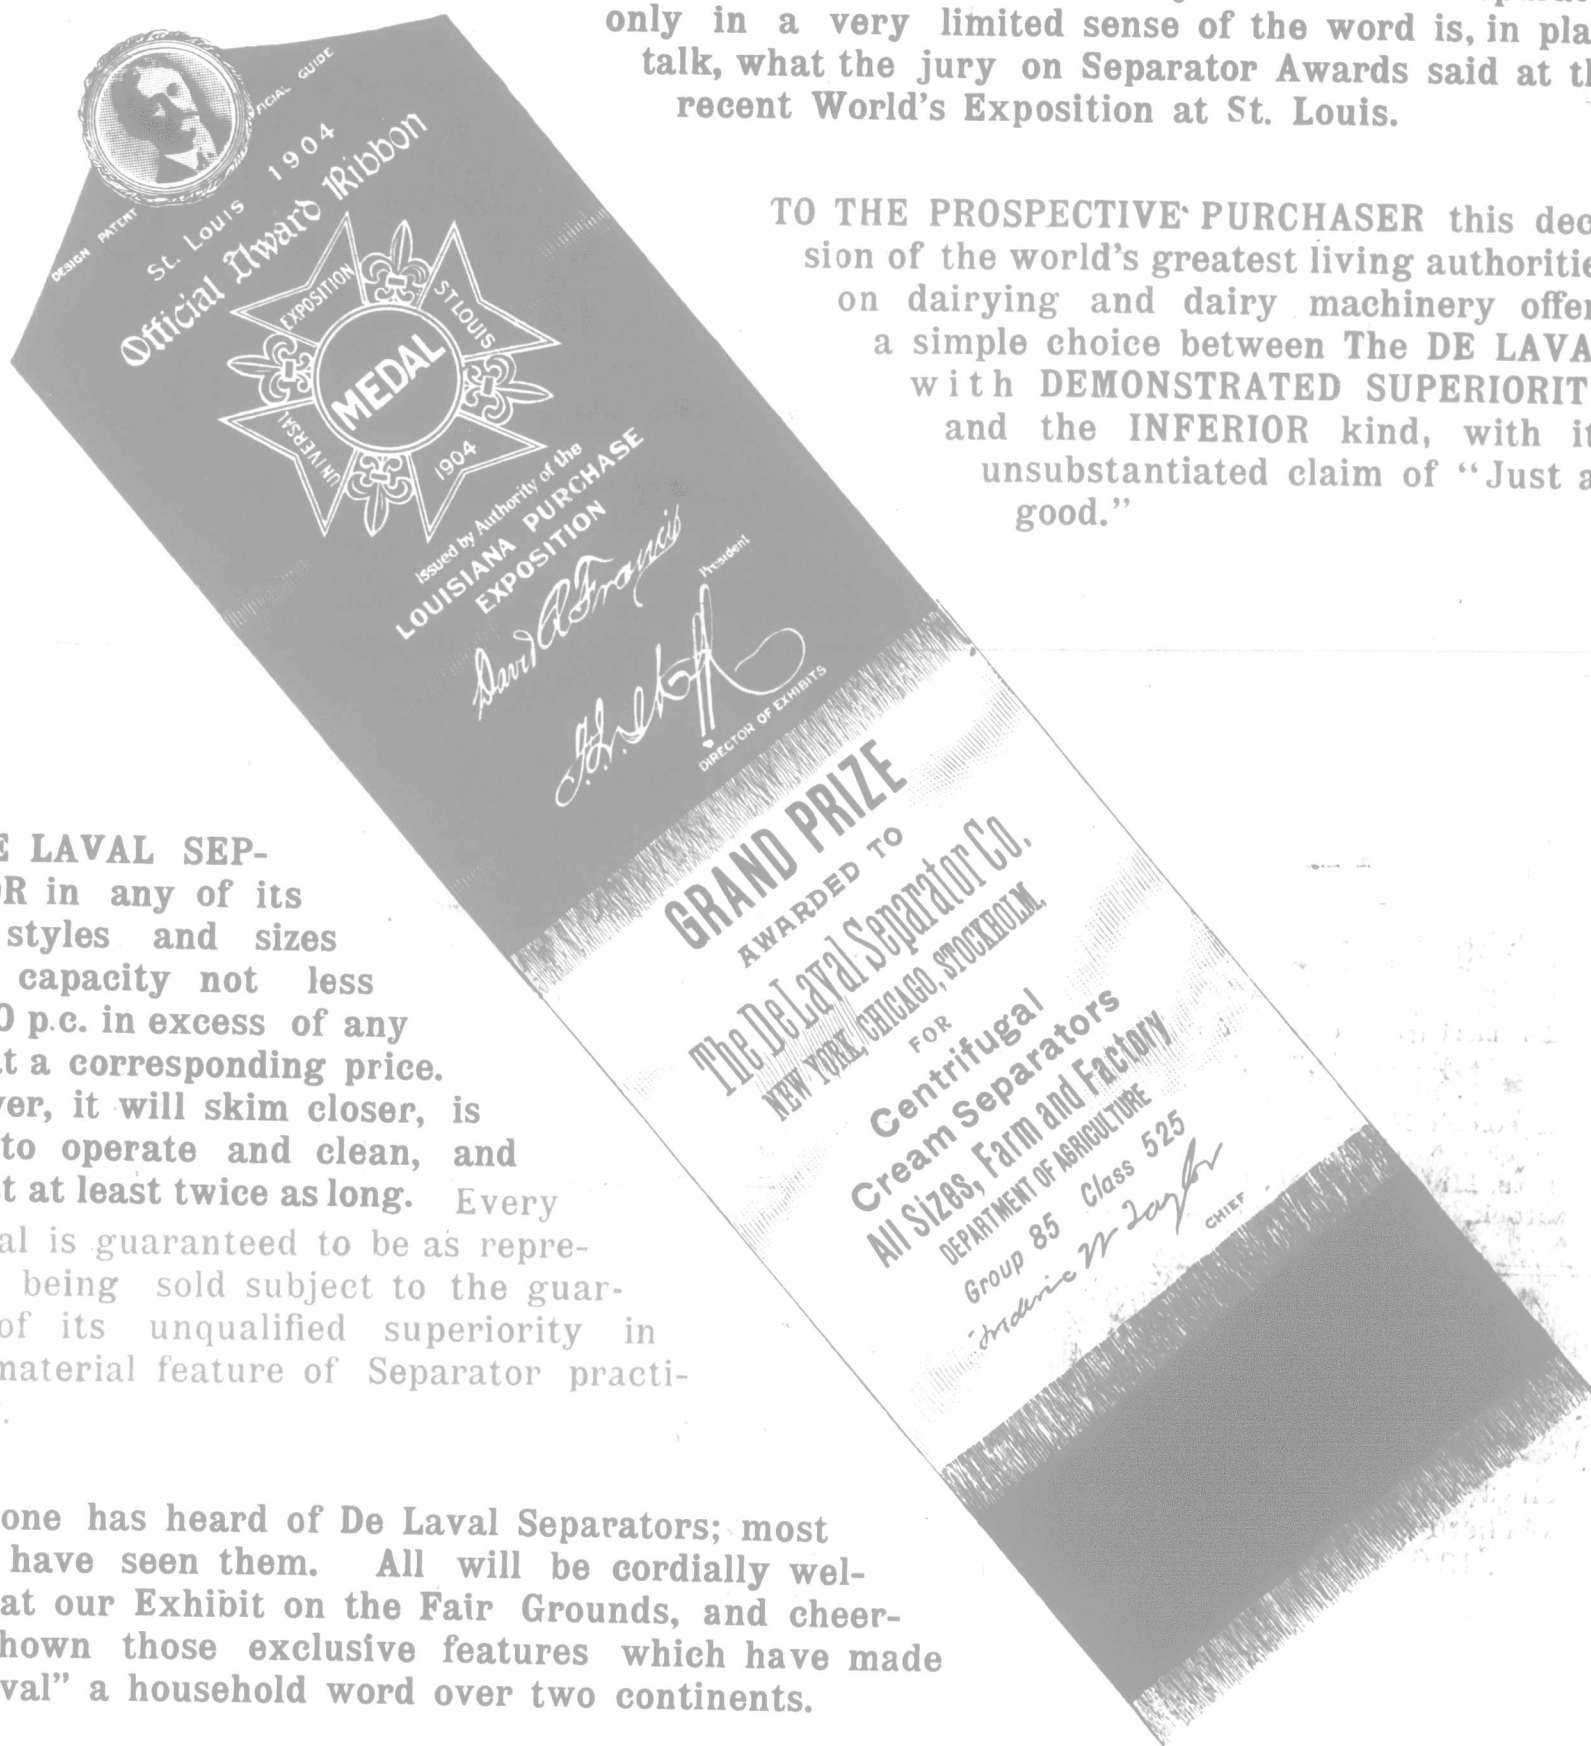 only in a very limited sense of the word is, in pla
talk, what the jury on Separator Awards said at th
recent World's Exposition at St. Louis.
TO THE PROSPECTIVE PURCHASER this dec
sion of the world's greatest living authoritie
on dairying and dairy machinery offer
a simple choice between The DE LAVA
with DEMONSTRATED SUPERIORIT
and the INFERIOR kind, with it
unsubstantiated claim of “Just a
good.”
FICIAL GUIDE
DESIGN PATENT
St. Louis 1904
Official Award Ribbon
EXPOSITION
ST. LOUIS
MEDAL
UNIVERSAL
1904
Issued by Authority of the
LOUISIANA PURCHASE
EXPOSITION
David R Francis
President
DIRECTOR OF EXHIBITS
GRAND PRIZE
AWARDED TO
The De Laval Separator Co.
NEW YORK, CHICAGO, STOCKHOLM,
FOR
Centrifugal
Cream Separators
All Sizes, Farm and Factory
DEPARTMENT OF AGRICULTURE
Group 85 Class 525
Frederic W Taylor
CHIEF
E LAVAL SEP-
OR in any of its
styles and sizes
capacity not less
0 p.c. in excess of any
t a corresponding price.
ver, it will skim closer, is
to operate and clean, and
t at least twice as long. Every
al is guaranteed to be as repre-
being sold subject to the guar-
of its unqualified superiority in
material feature of Separator practi-
one has heard of De Laval Separators; most
have seen them. All will be cordially wel-
at our Exhibit on the Fair Grounds, and cheer-
hown those exclusive features which have made
val” a household word over two continents.